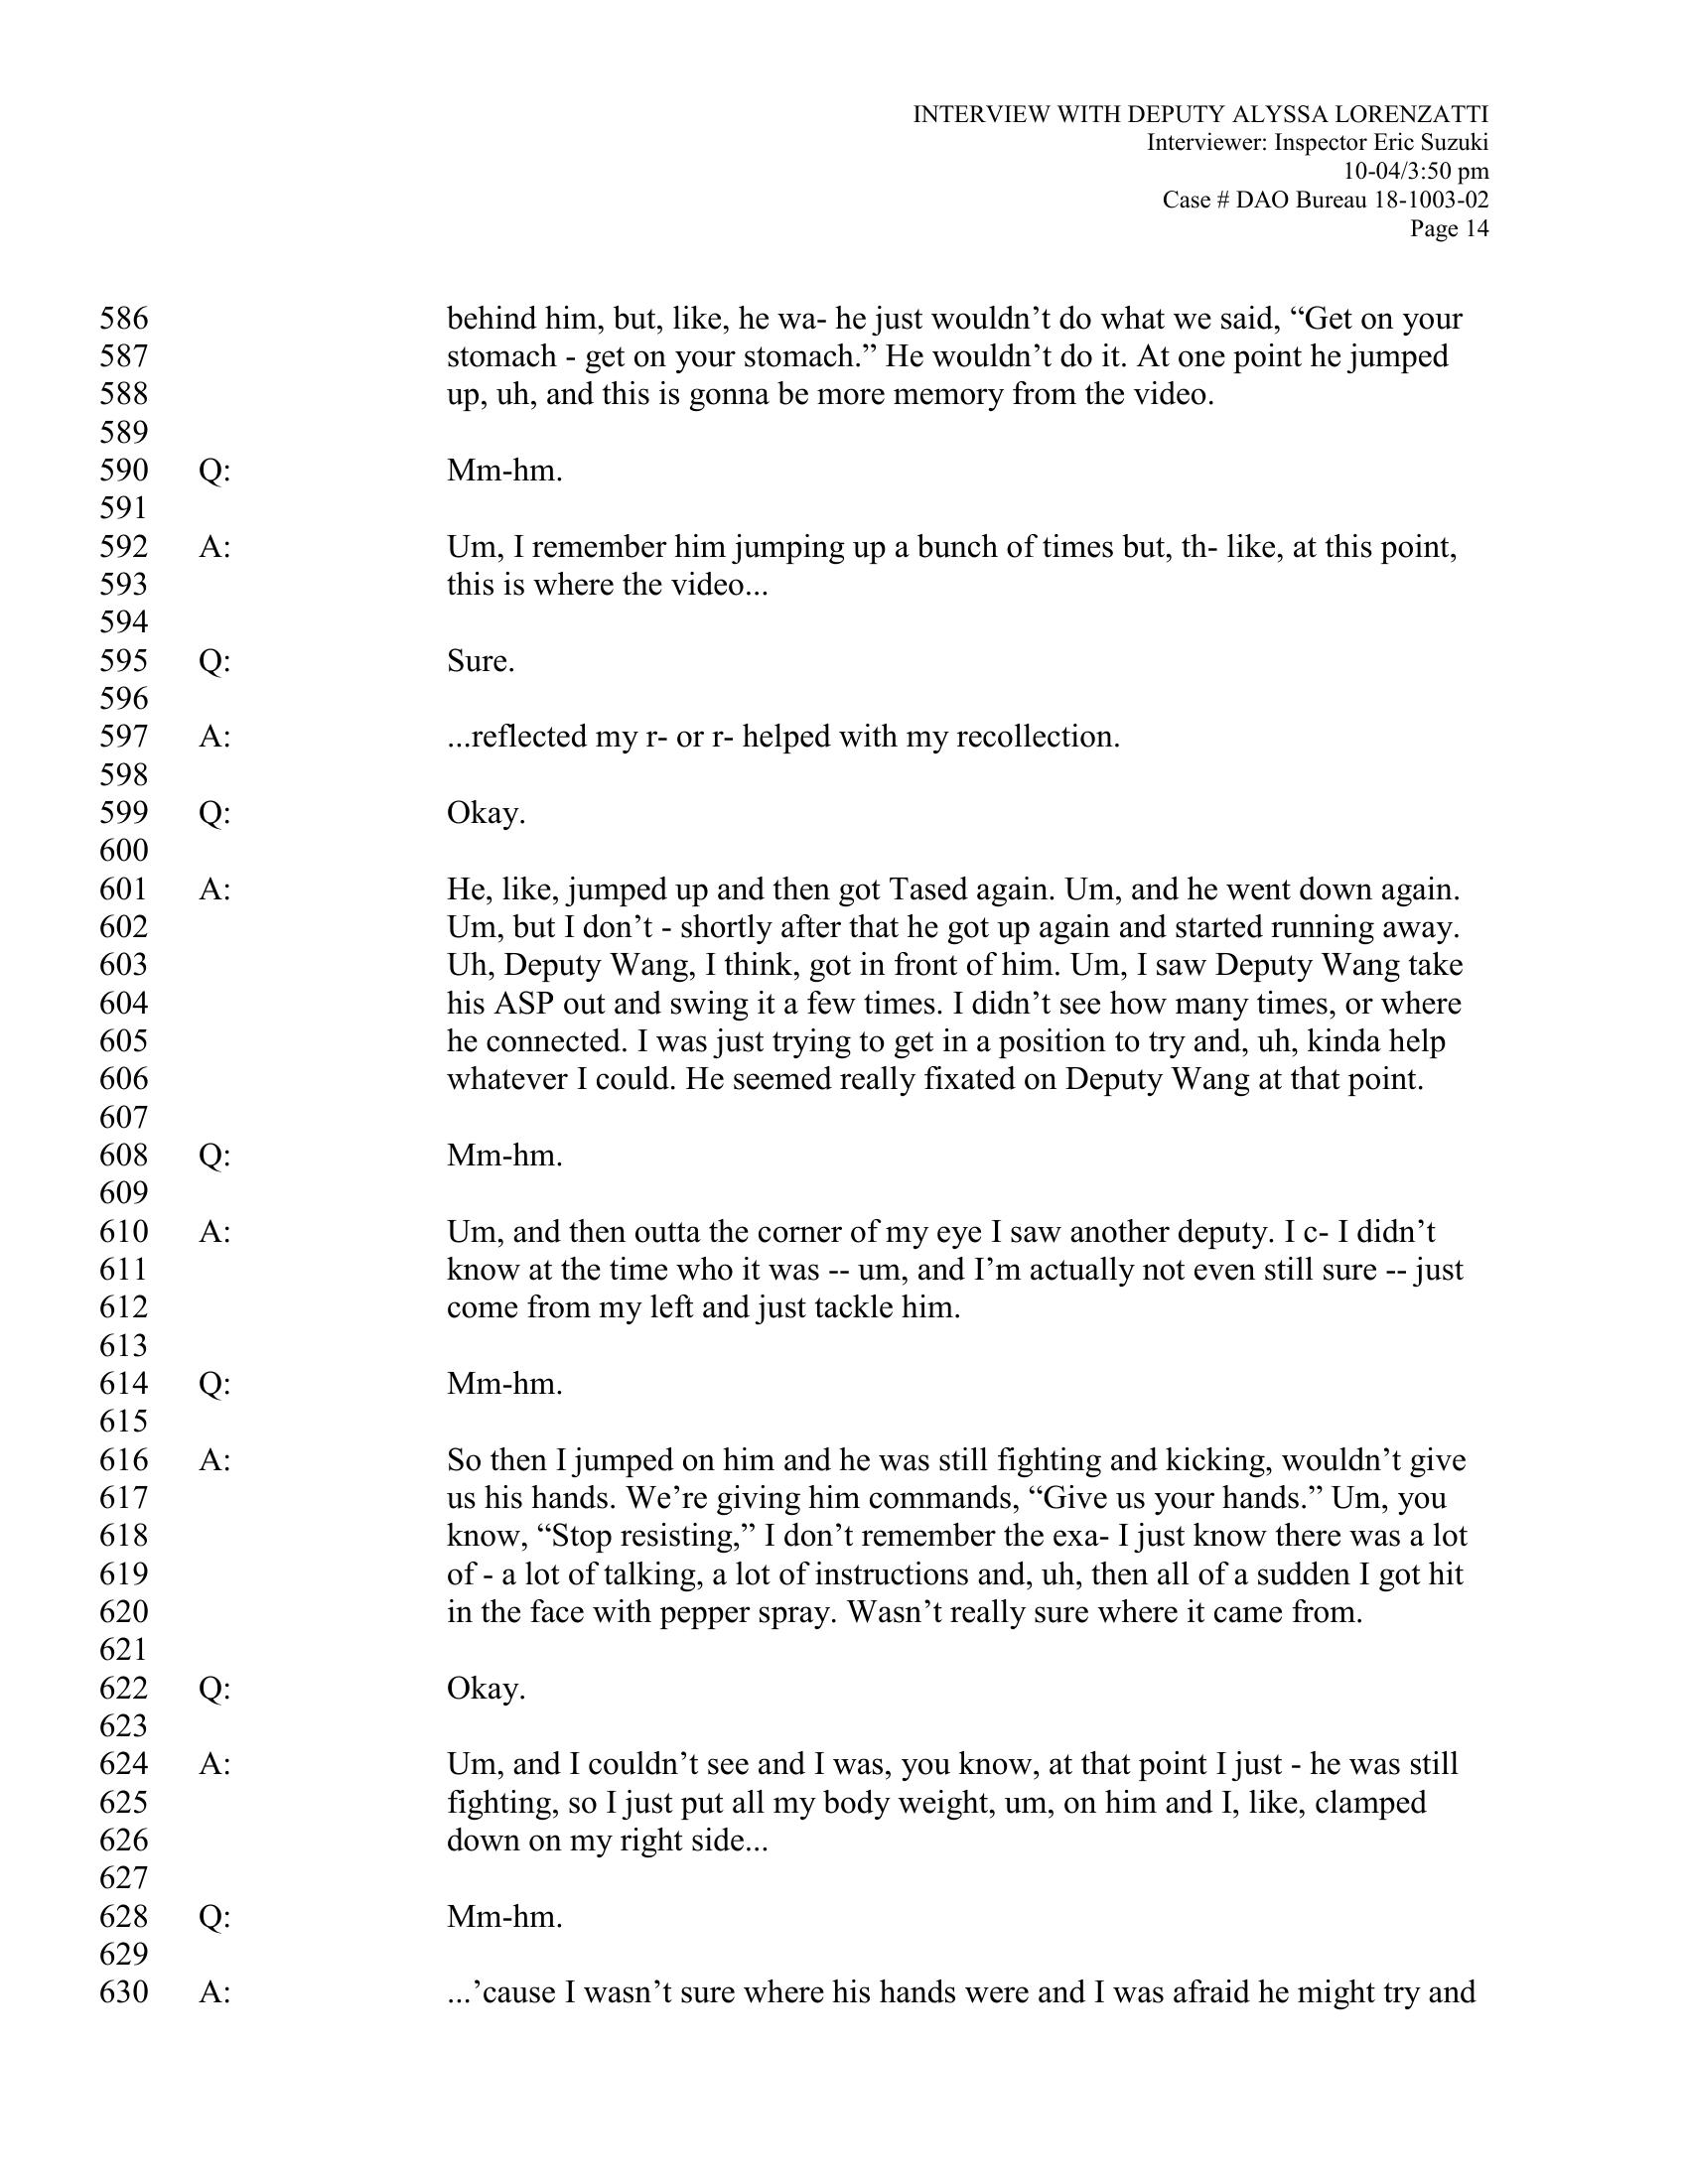 INTERVIEW WITH DEPUTY ALYSSA LORENZATTI
Interviewer: Inspector Eric Suzuki
10-04/3:50 pm
Case # DAO Bureau 18-1003-02
Page 14
586 behind him, but, like, he wa- he just wouldn’t do what we said, “Get on your
587 stomach - get on your stomach.” He wouldn’t do it. At one point he jumped
588 up, uh, and this is gonna be more memory from the video.
589
590 Q: Mm-hm.
591
592 A: Um, I remember him jumping up a bunch of times but, th- like, at this point,
593 this is where the video...
594
595 Q: Sure.
596
597 A: ...reflected my r- or r- helped with my recollection.
598
599 Q: Okay.
600
601 A: He, like, jumped up and then got Tased again. Um, and he went down again.
602 Um, but I don’t - shortly after that he got up again and started running away.
603 Uh, Deputy Wang, I think, got in front of him. Um, I saw Deputy Wang take
604 his ASP out and swing it a few times. I didn’t see how many times, or where
605 he connected. I was just trying to get in a position to try and, uh, kinda help
606 whatever I could. He seemed really fixated on Deputy Wang at that point.
607
608 Q: Mm-hm.
609
610 A: Um, and then outta the corner of my eye I saw another deputy. I c- I didn’t
611 know at the time who it was -- um, and I’m actually not even still sure -- just
612 come from my left and just tackle him.
613
614 Q: Mm-hm.
615
616 A: So then I jumped on him and he was still fighting and kicking, wouldn’t give
617 us his hands. We’re giving him commands, “Give us your hands.” Um, you
618 know, “Stop resisting,” I don’t remember the exa- I just know there was a lot
619 of - a lot of talking, a lot of instructions and, uh, then all of a sudden I got hit
620 in the face with pepper spray. Wasn’t really sure where it came from.
621
622 Q: Okay.
623
624 A: Um, and I couldn’t see and I was, you know, at that point I just - he was still
625 fighting, so I just put all my body weight, um, on him and I, like, clamped
626 down on my right side...
627
628 Q: Mm-hm.
629
630 A: ...’cause I wasn’t sure where his hands were and I was afraid he might try and